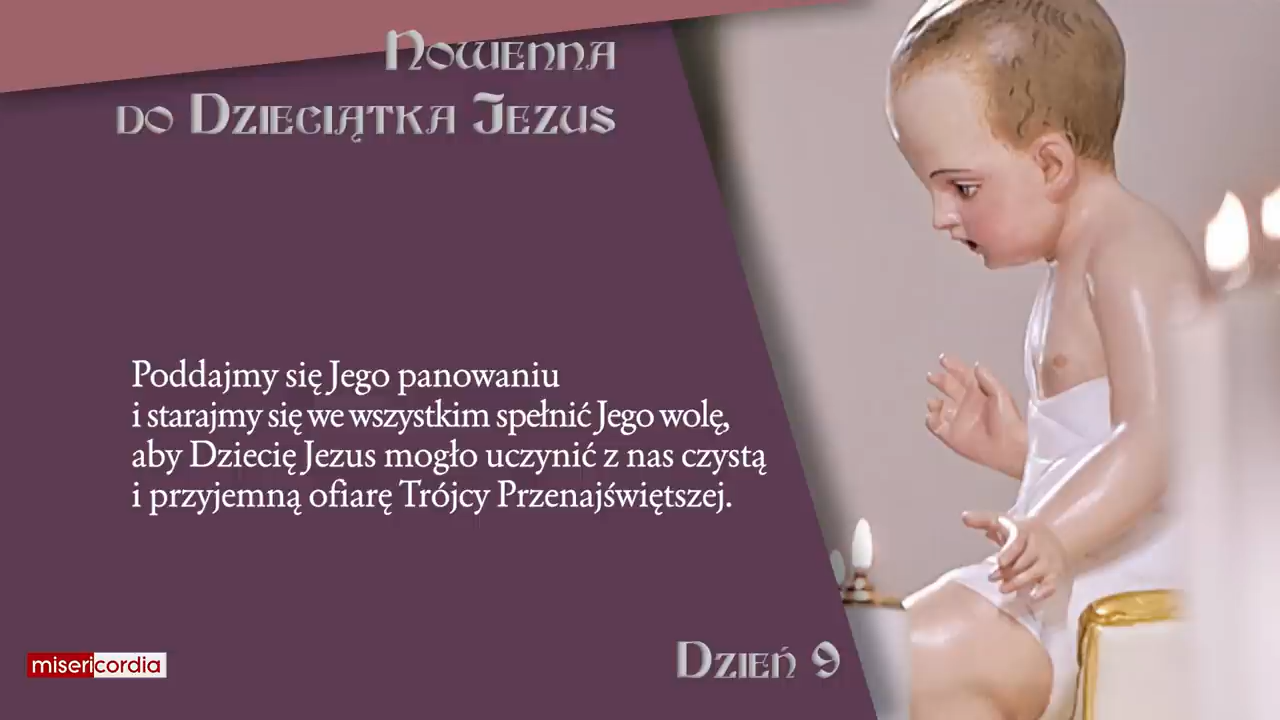 Nowenna
do Dzieciątka Jezus
Poddajmy się Jego panowaniu
i starajmy się we wszystkim spełnić Jego wolę,
aby Dziecię Jezus mogło uczynić z nas czystą
i przyjemną ofiarę Trójcy Przenajświętszej.
misericordia
Dzień 9